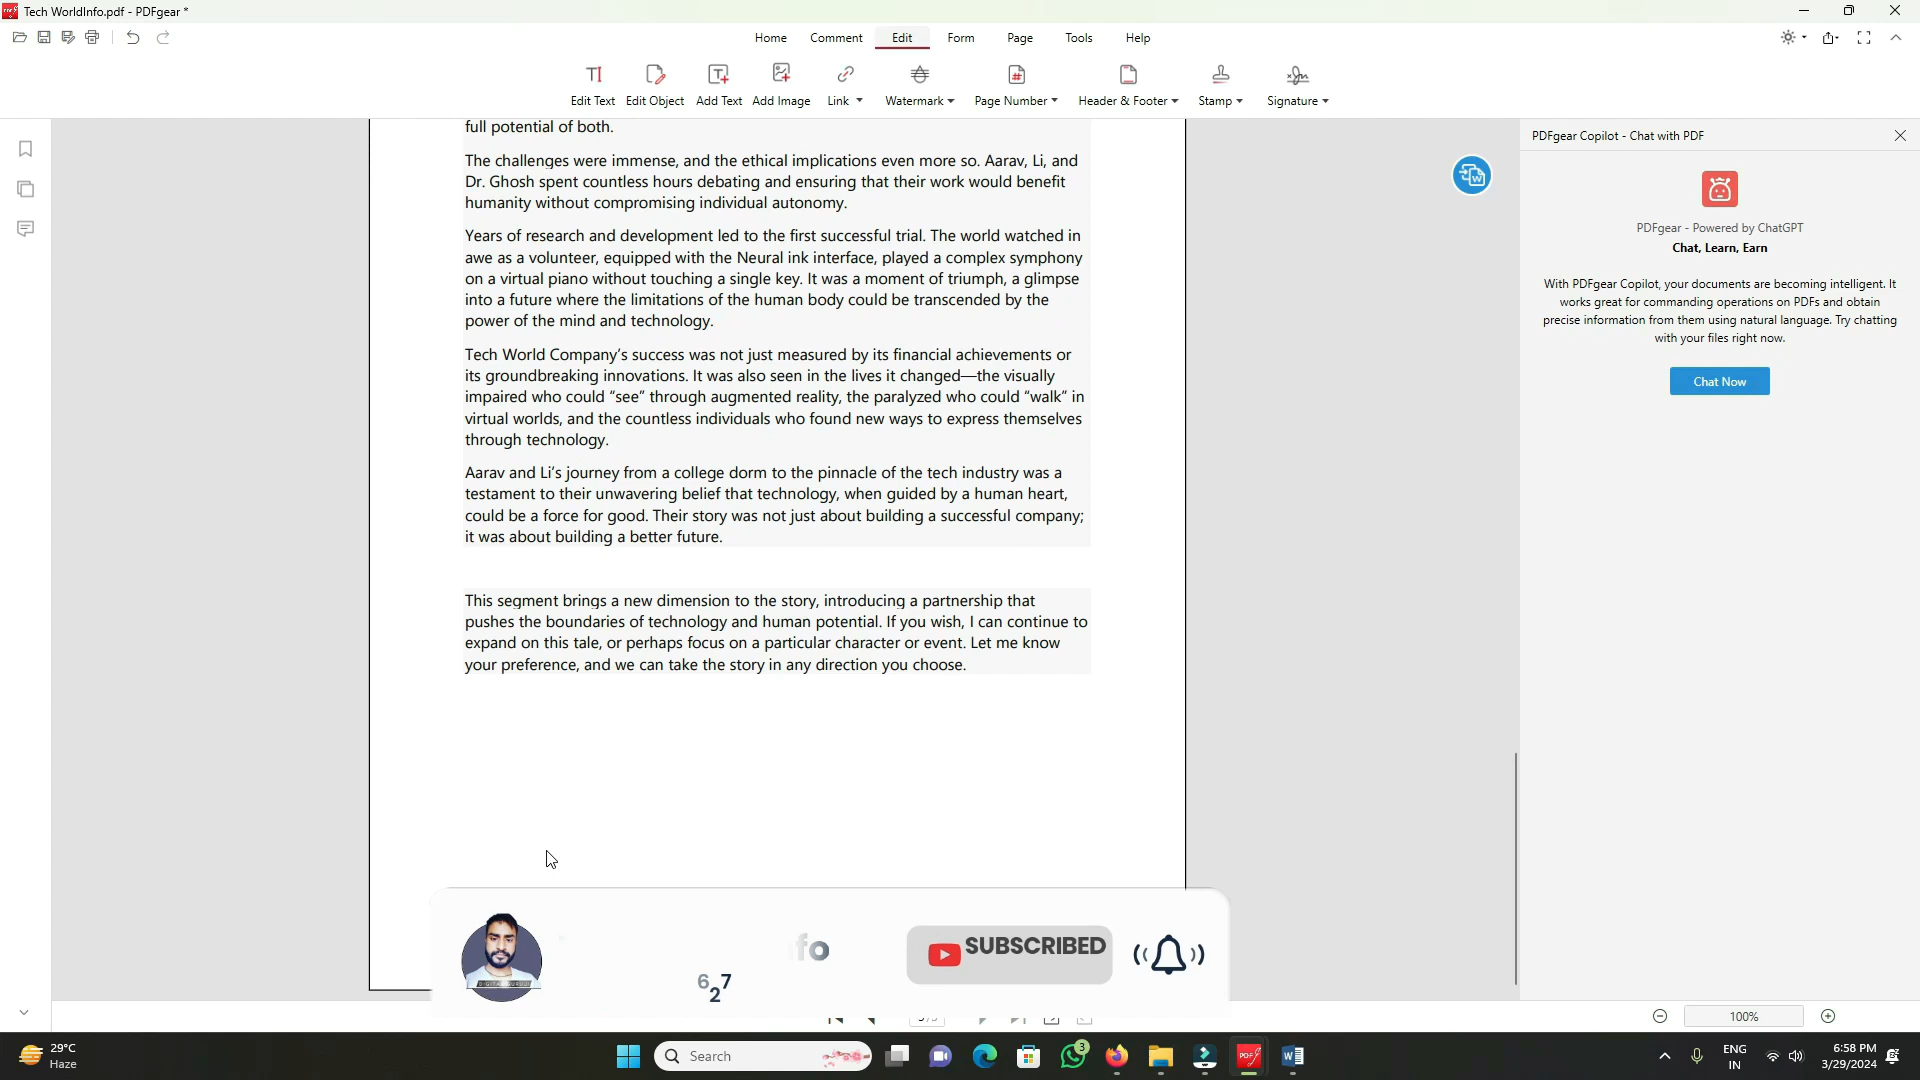 Tech WorldInfo.pdf - PDFgear *
Home Comment Edit Form Page Tools Help
Edit Text Edit Object Add Text Add Image Link Watermark Page Number Header & Footer Stamp Signature
full potential of both.
The challenges were immense, and the ethical implications even more so. Aarav, Li, and
Dr. Ghosh spent countless hours debating and ensuring that their work would benefit
humanity without compromising individual autonomy.
Years of research and development led to the first successful trial. The world watched in
awe as a volunteer, equipped with the Neural ink interface, played a complex symphony
on a virtual piano without touching a single key. It was a moment of triumph, a glimpse
into a future where the limitations of the human body could be transcended by the
power of the mind and technology.
Tech World Company's success was not just measured by its financial achievements or
its groundbreaking innovations. It was also seen in the lives it changed—the visually
impaired who could "see" through augmented reality, the paralyzed who could "walk" in
virtual worlds, and the countless individuals who found new ways to express themselves
through technology.
Aarav and Li's journey from a college dorm to the pinnacle of the tech industry was a
testament to their unwavering belief that technology, when guided by a human heart,
could be a force for good. Their story was not just about building a successful company;
it was about building a better future.
This segment brings a new dimension to the story, introducing a partnership that
pushes the boundaries of technology and human potential. If you wish, I can continue to
expand on this tale, or perhaps focus on a particular character or event. Let me know
your preference, and we can take the story in any direction you choose.
PDFgear Copilot - Chat with PDF
PDFgear - Powered by ChatGPT
Chat, Learn, Earn
With PDFgear Copilot, your documents are becoming intelligent. It
works great for commanding operations on PDFs and obtain
precise information from them using natural language. Try chatting
with your files right now.
Chat Now
fo
627
SUBSCRIBED
100%
29°C
Haze
Search
3
PDF
ENG
IN
6:58 PM
3/29/2024